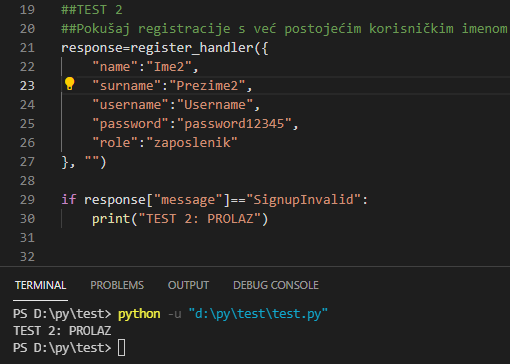 19 ##TEST 2
20 ##Pokušaj registracije s već postojećim korisničkim imenom
21 response=register_handler({
22 "name":"Ime2",
23 "surname":"Prezime2",
24 "username":"Username",
25 "password":"password12345",
26 "role":"zaposlenik"
27 }, "")
28
29 if response["message"]=="SignupInvalid":
30 print("TEST 2: PROLAZ")
31
32
TERMINAL PROBLEMS OUTPUT DEBUG CONSOLE
PS D:\py\test> python -u "d:\py\test\test.py"
TEST 2: PROLAZ
PS D:\py\test>